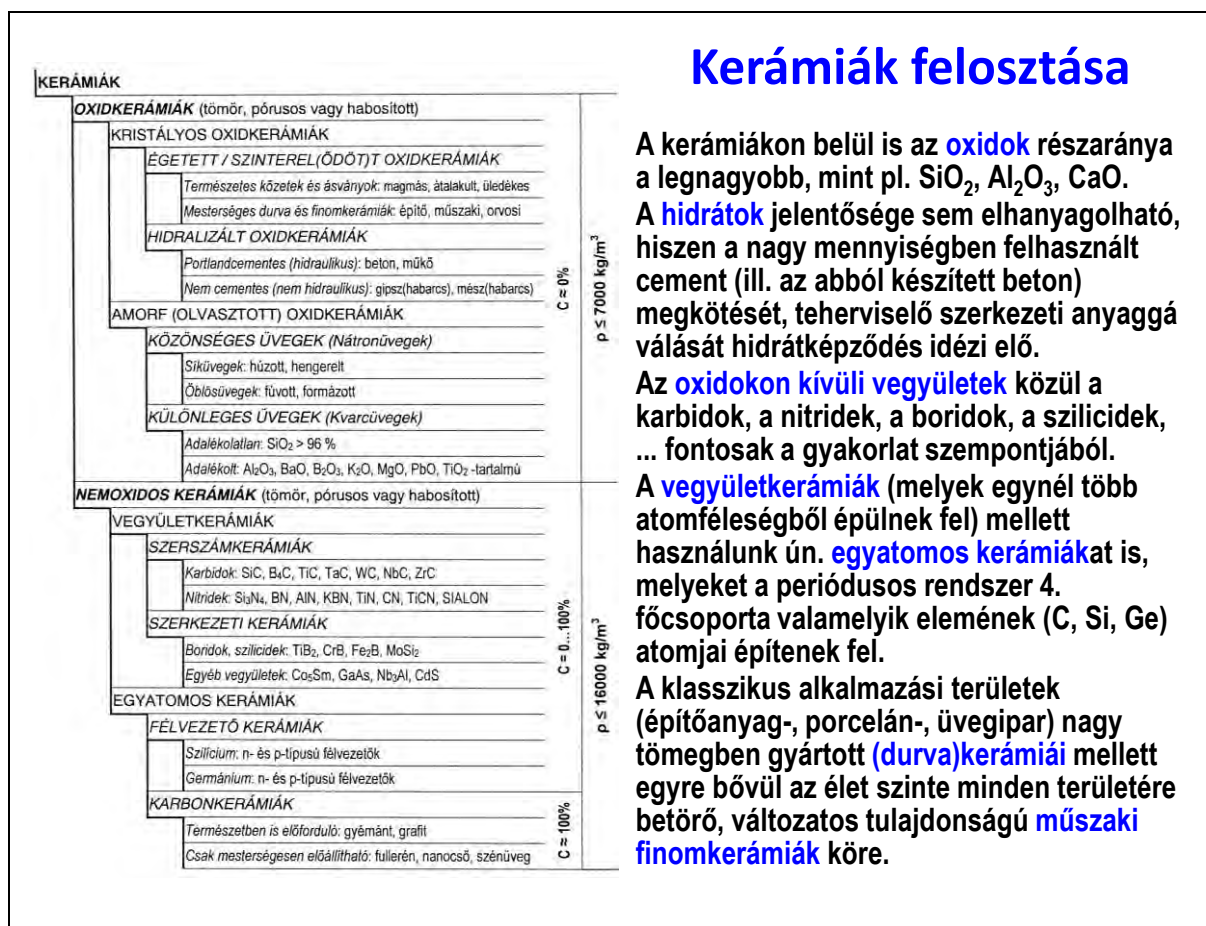 Kerámiák felosztása
KERÁMIÁK
OXIDKERÁMIÁK (tömör, pórusos vagy habosított)
KRISTÁLYOS OXIDKERÁMIÁK
ÉGETETT / SZINTEREL(ŐDÖT)T OXIDKERÁMIÁK
Természetes kőzetek és ásványok: magmás, átalakult, üledékes
Mesterséges durva és finomkerámiák: építő, műszaki, orvosi
HIDRALIZÁLT OXIDKERÁMIÁK
Portlandcementes (hidraulikus): beton, műkő
Nem cementes (nem hidraulikus): gipsz(habarcs), mész(habarcs)
AMORF (OLVASZTOTT) OXIDKERÁMIÁK
KÖZÖNSÉGES ÜVEGEK (Nátronüvegek)
Síküvegek: húzott, hengerelt
Öblösüvegek: fúvott, formázott
KÜLÖNLEGES ÜVEGEK (Kvarcüvegek)
Adalékolatlan: SiO₂ > 96 %
Adalékolt: Al₂O₃, BaO, B₂O₃, K₂O, MgO, PbO, TiO₂ -tartalmú
C ≈ 0%
ρ ≤ 7000 kg/m³
NEMOXIDOS KERÁMIÁK (tömör, pórusos vagy habosított)
VEGYÜLETKERÁMIÁK
SZERSZÁMKERÁMIÁK
Karbidok: SiC, B₄C, TiC, TaC, WC, NbC, ZrC
Nitridek: Si₃N₄, BN, AlN, KBN, TiN, CN, TiCN, SIALON
SZERKEZETI KERÁMIÁK
Boridok, szilicidek: TiB₂, CrB, Fe₂B, MoSi₂
Egyéb vegyületek: Co₅Sm, GaAs, Nb₃Al, CdS
EGYATOMOS KERÁMIÁK
FÉLVEZETŐ KERÁMIÁK
Szilícium: n- és p-típusú félvezetők
Germánium: n- és p-típusú félvezetők
KARBONKERÁMIÁK
Természetben is előforduló: gyémánt, grafit
Csak mesterségesen előállítható: fullerén, nanocső, szénüveg
C = 0...100%
C ≈ 100%
ρ ≤ 16000 kg/m³
A kerámiákon belül is az oxidok részaránya
a legnagyobb, mint pl. SiO₂, Al₂O₃, CaO.
A hidrátok jelentősége sem elhanyagolható,
hiszen a nagy mennyiségben felhasznált
cement (ill. az abból készített beton)
megkötését, teherviselő szerkezeti anyaggá
válását hidrátképződés idézi elő.
Az oxidokon kívüli vegyületek közül a
karbidok, a nitridek, a boridok, a szilicidek,
... fontosak a gyakorlat szempontjából.
A vegyületkerámiák (melyek egynél több
atomféleségből épülnek fel) mellett
használunk ún. egyatomos kerámiákat is,
melyeket a periódusos rendszer 4.
főcsoporta valamelyik elemének (C, Si, Ge)
atomjai építenek fel.
A klasszikus alkalmazási területek
(építőanyag-, porcelán-, üvegipar) nagy
tömegben gyártott (durva)kerámiái mellett
egyre bővül az élet szinte minden területére
betörő, változatos tulajdonságú műszaki
finomkerámiák köre.